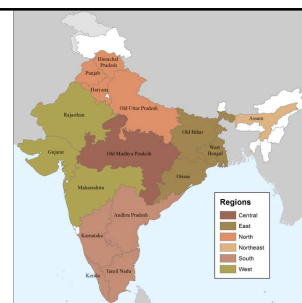 Himachal
Pradesh
Punjab
Haryana
Rajasthan
Old Uttar Pradesh
Assam
Old Bihar
Gujarat
Old Madhya Pradesh
West
Bengal
Orissa
Maharashtra
Andhra Pradesh
Karnataka
Kerala
Tamil Nadu
Regions
Central
East
North
Northeast
South
West